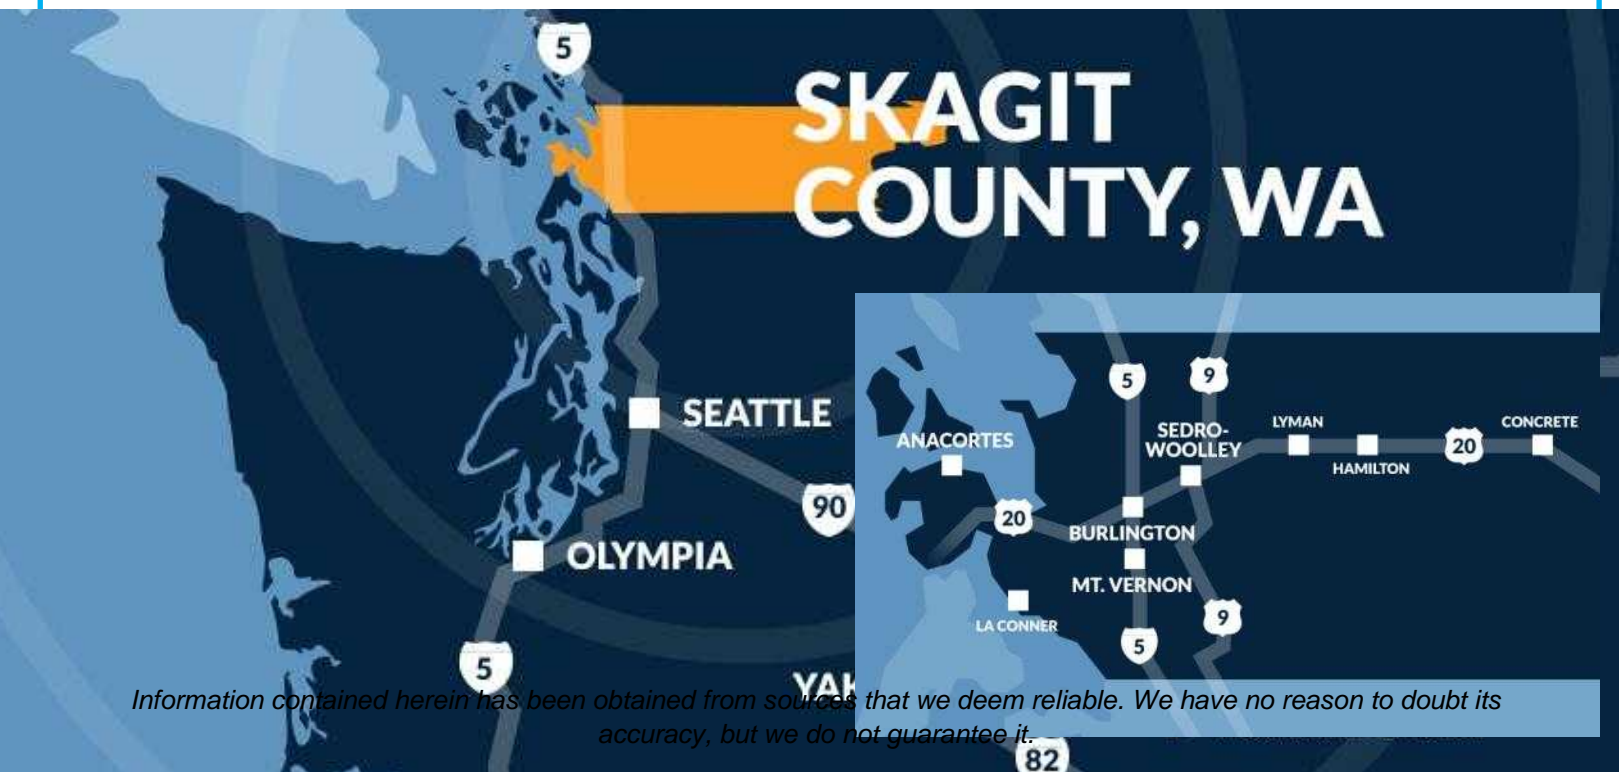 5
SKAGIT
COUNTY, WA
SEATTLE
90
OLYMPIA
5
5
9
ANACORTES
SEDRO-
WOOLLEY
LYMAN
HAMILTON
20
CONCRETE
20
BURLINGTON
MT. VERNON
LA CONNER
9
5
YAK
Information contained herein has been obtained from sources that we deem reliable. We have no reason to doubt its
accuracy, but we do not guarantee it.
82